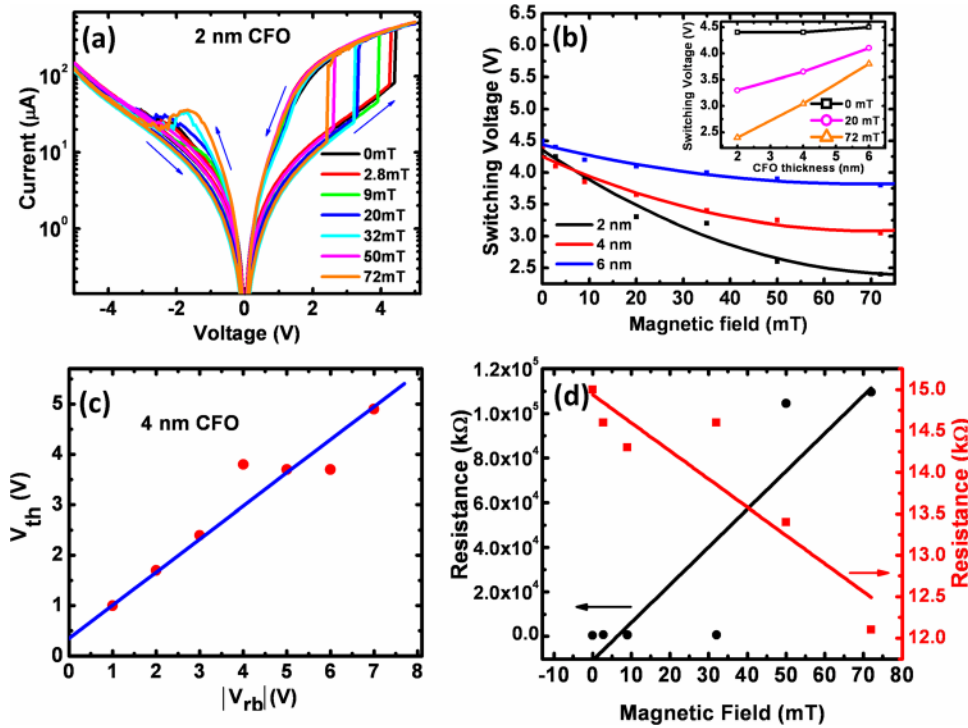 (a)
2 nm CFO
Current (µA)
10²
10¹
10⁰
0mT
2.8mT
9mT
20mT
32mT
50mT
72mT
-4 -2 0 2 4
Voltage (V)
(b)
Switching Voltage (V)
6.5
6.0
5.5
5.0
4.5
4.0
3.5
3.0
2.5
2 nm
4 nm
6 nm
0 10 20 30 40 50 60 70
Magnetic field (mT)
Switching Voltage (V)
4.5
4.0
3.5
3.0
2.5
0 mT
20 mT
72 mT
2 3 4 5 6
CFO thickness (nm)
(c)
4 nm CFO
V_th (V)
5
4
3
2
1
0
0 1 2 3 4 5 6 7 8
|V_rb|(V)
(d)
Resistance (kΩ)
1.2x10⁵
1.0x10⁵
8.0x10⁴
6.0x10⁴
4.0x10⁴
2.0x10⁴
0.0
-10 0 10 20 30 40 50 60 70 80
Magnetic Field (mT)
15.0
14.5
14.0
13.5
13.0
12.5
12.0
Resistance (kΩ)